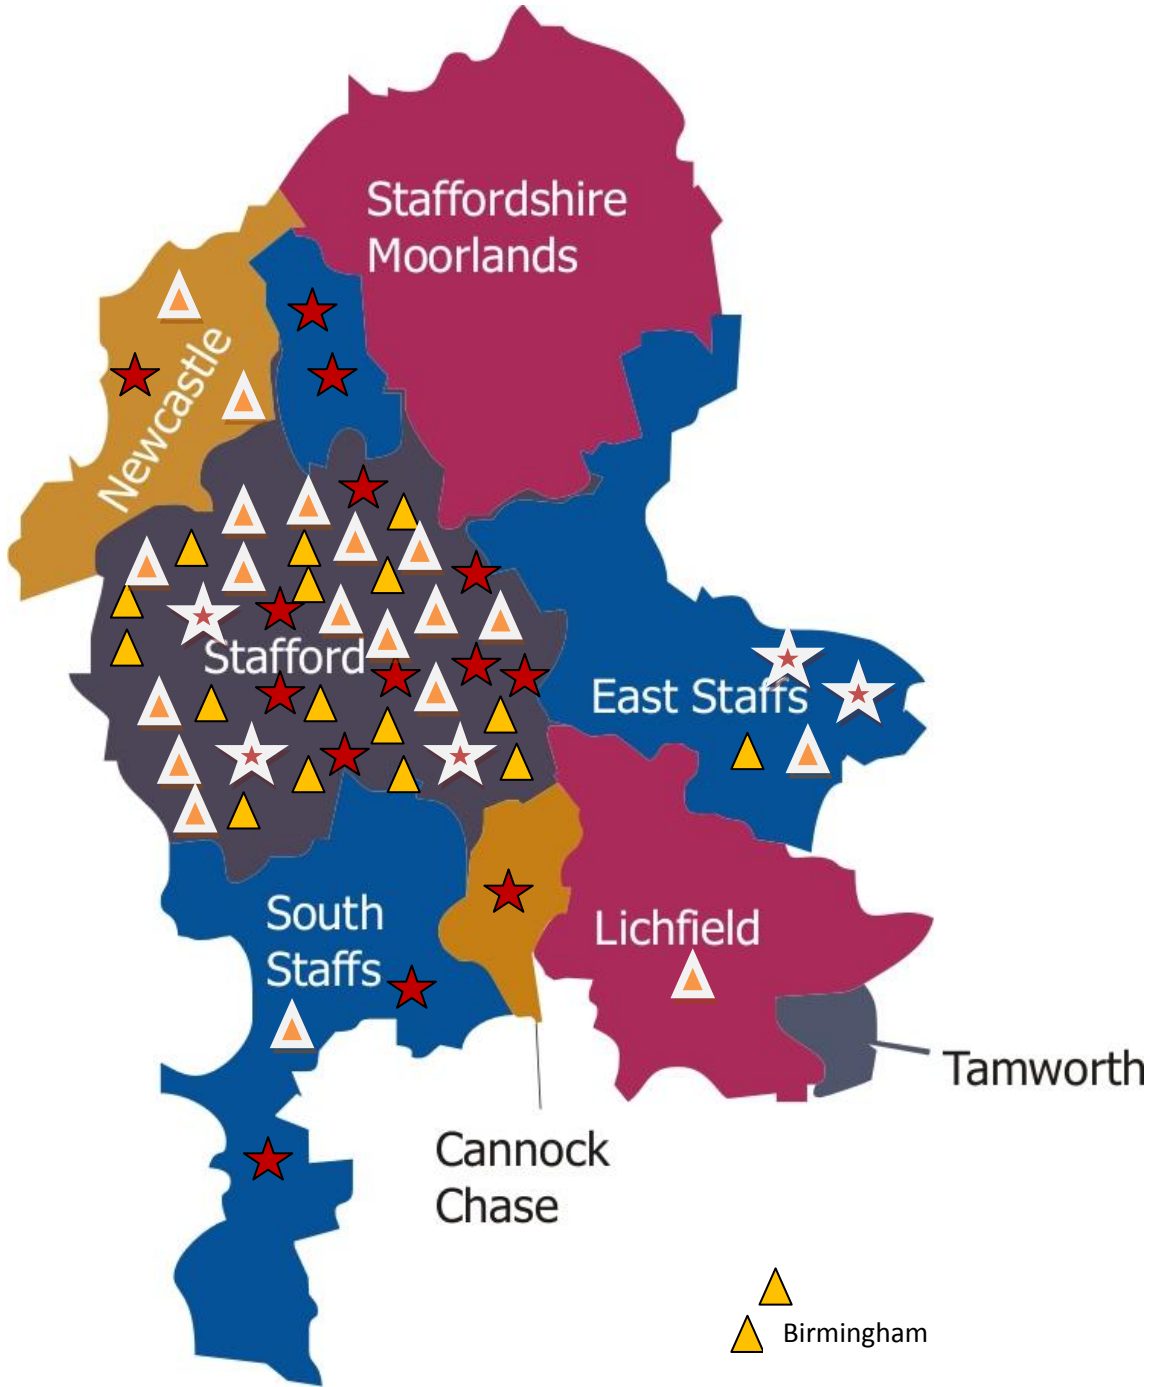 Staffordshire
Moorlands
Newcastle
Stafford
East Staffs
South
Staffs
Lichfield
Tamworth
Cannock
Chase
Birmingham